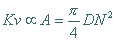 Kv ∝ A = π/4 DN²